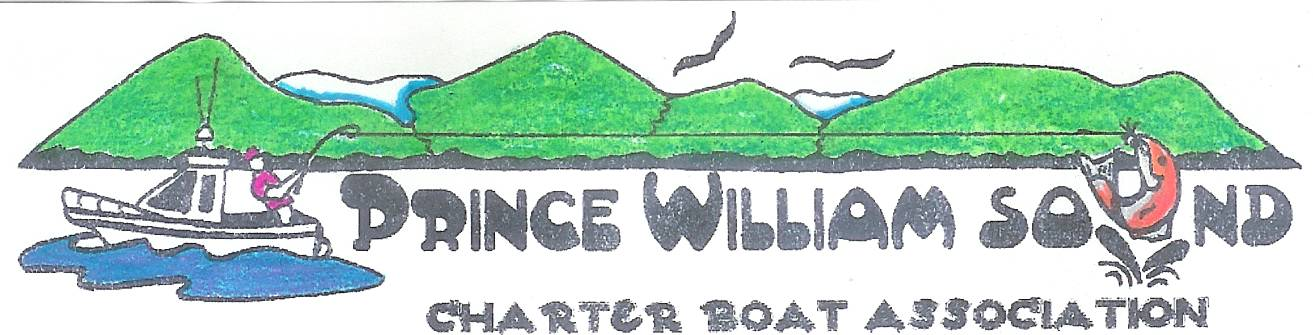 PRINCE WILLIAM SOUND
CHARTER BOAT ASSOCIATION